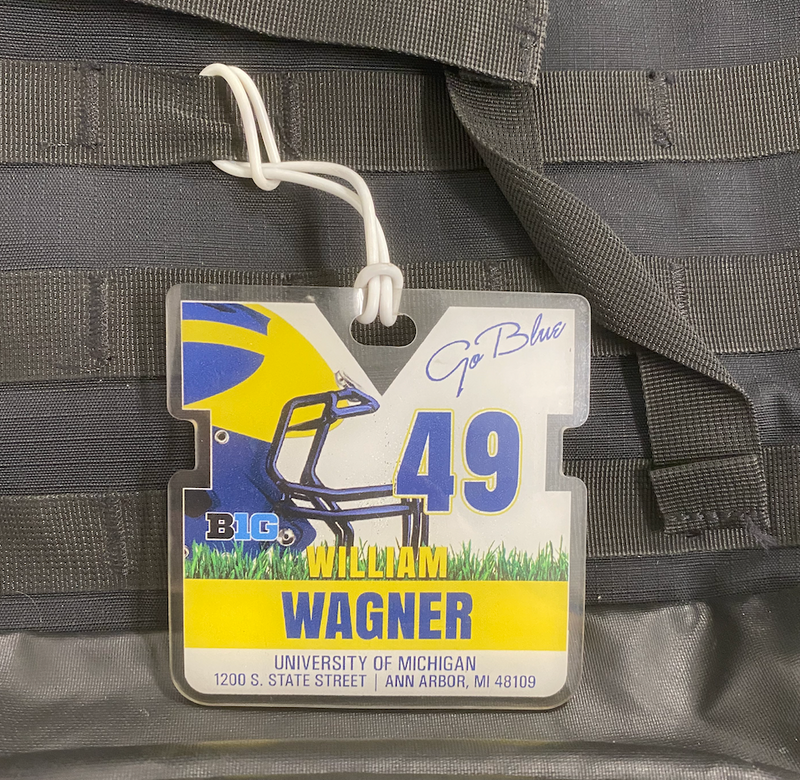 Go Blue
49
B1G
WILLIAM
WAGNER
UNIVERSITY OF MICHIGAN
1200 S. STATE STREET | ANN ARBOR, MI 48109